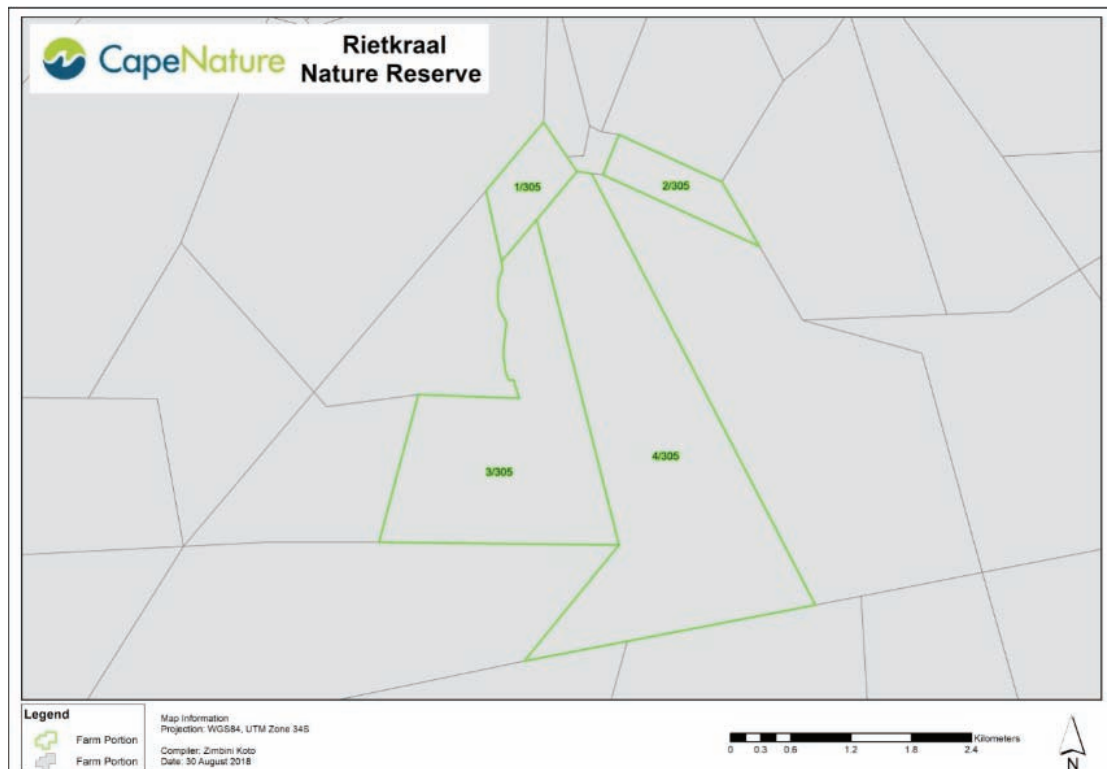 CapeNature
Rietkraal
Nature Reserve
1/305
2/305
3/305
4/305
Legend
Farm Portion
Farm Portion
Map Information
Projection: WGS84, UTM Zone 34S
Compiler: Zimbini Koto
Date: 30 August 2018
Kilometers
0 0.3 0.6 1.2 1.8 2.4
N